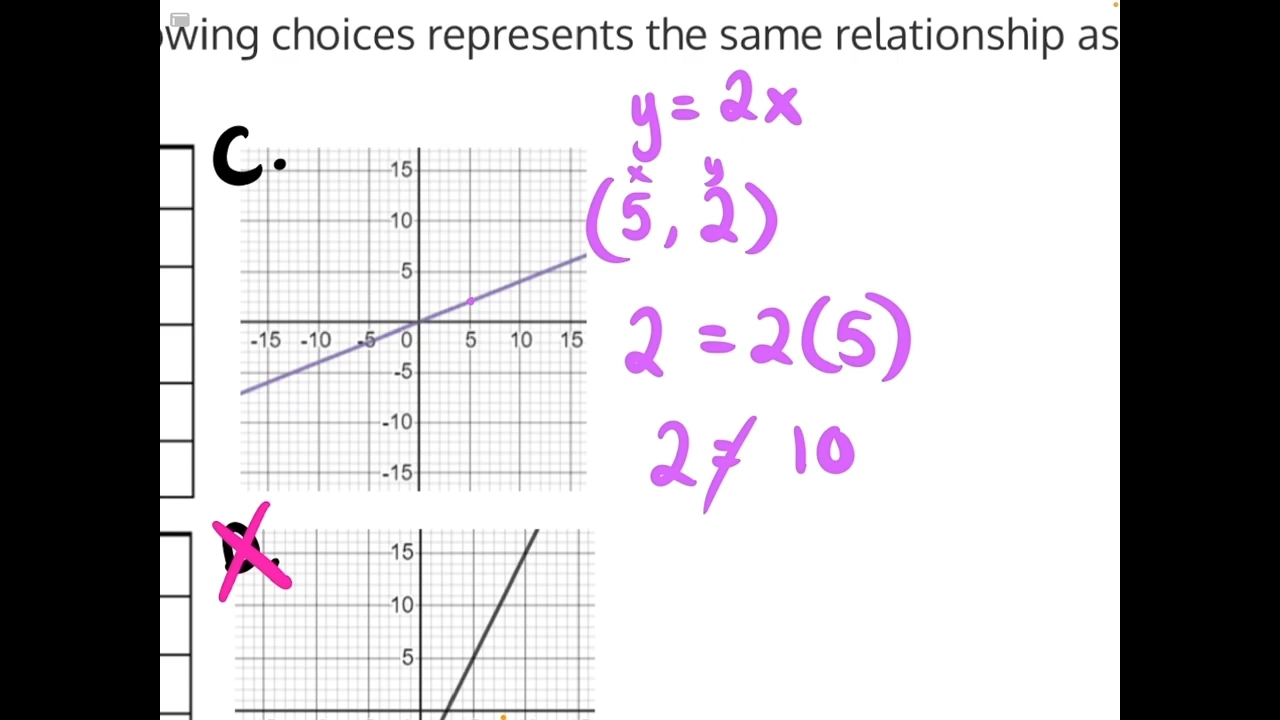 owing choices represents the same relationship as
y = 2x
C.
x y
(5, 2)
15
10
5
-15 -10 -5 0 5 10 15
-5
-10
-15
2 = 2(5)
2 ≠ 10
D.
15
10
5